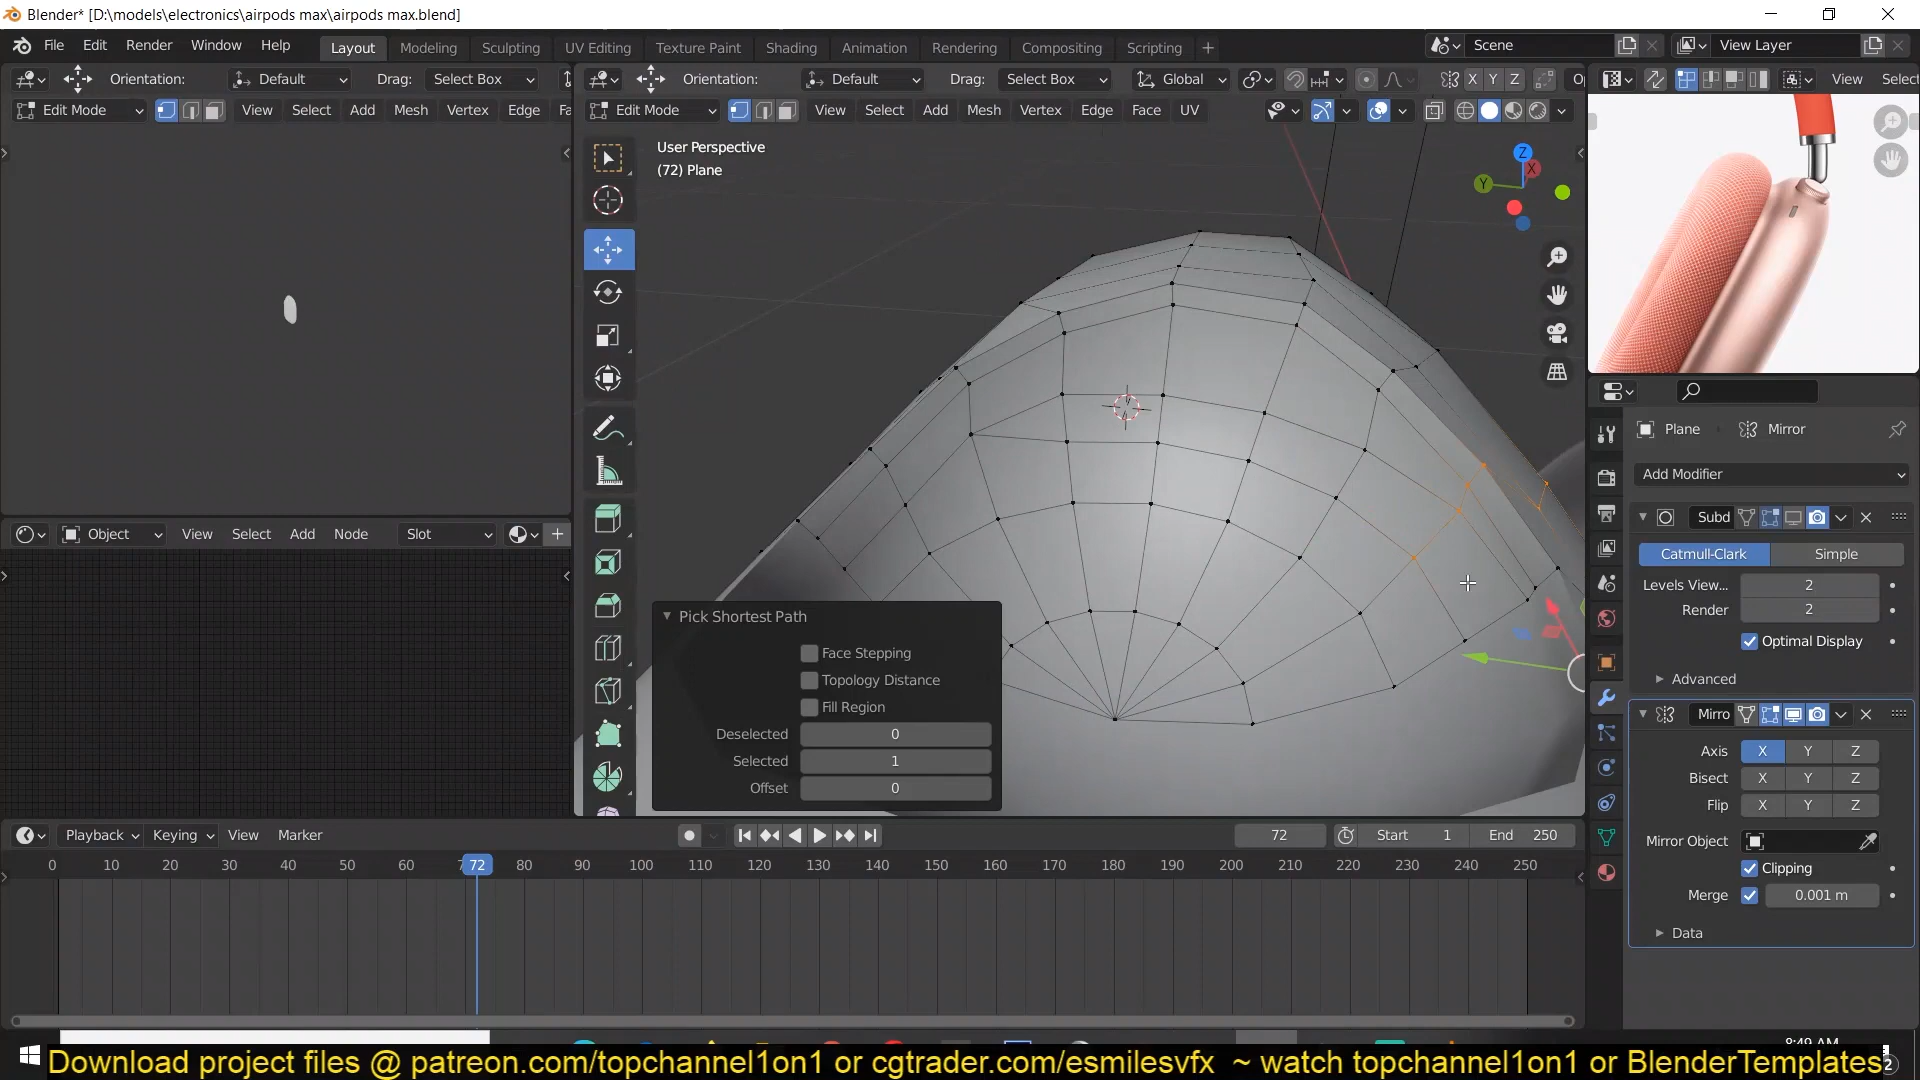 Blender* [D:\models\electronics\airpods max\airpods max.blend]
File Edit Render Window Help Layout Modeling Sculpting UV Editing Texture Paint Shading Animation Rendering Compositing Scripting + Scene View Layer
Orientation: Default Drag: Select Box Orientation: Default Drag: Select Box Global X Y Z View Select
Edit Mode View Select Add Mesh Vertex Edge Edit Mode View Select Add Mesh Vertex Edge Face UV
User Perspective
(72) Plane
Z X Y
Plane Mirror
Add Modifier
Subd
Catmull-Clark Simple
Levels View... 2
Render 2
Optimal Display
Advanced
Object View Select Add Node Slot
Pick Shortest Path
Face Stepping
Topology Distance
Fill Region
Deselected 0
Selected 1
Offset 0
Mirro
Axis X Y Z
Bisect X Y Z
Flip X Y Z
Mirror Object
Clipping
Merge 0.001 m
Data
Playback Keying View Marker 72 Start 1 End 250
0 10 20 30 40 50 60 72 80 90 100 110 120 130 140 150 160 170 180 190 200 210 220 230 240 250
Download project files @ patreon.com/topchannel1on1 or cgtrader.com/esmilesvfx ~ watch topchannel1on1 or BlenderTemplates